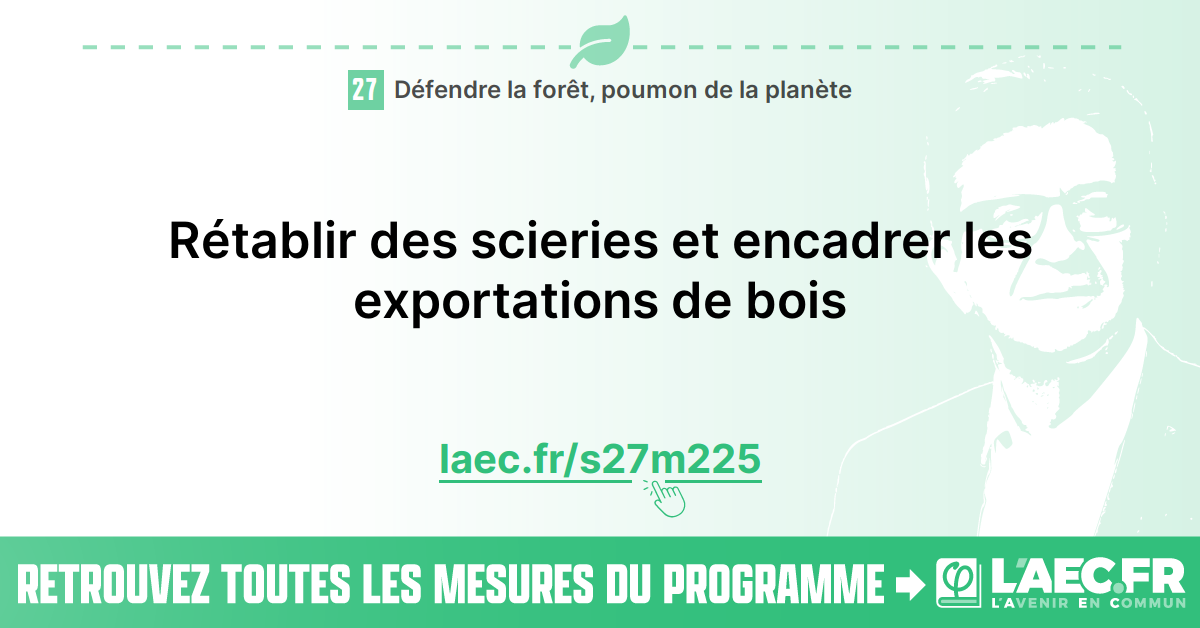 27 Défendre la forêt, poumon de la planète
Rétablir des scieries et encadrer les
exportations de bois
laec.fr/s27m225
RETROUVEZ TOUTES LES MESURES DU PROGRAMME
φ L'AEC.FR
L'AVENIR EN COMMUN